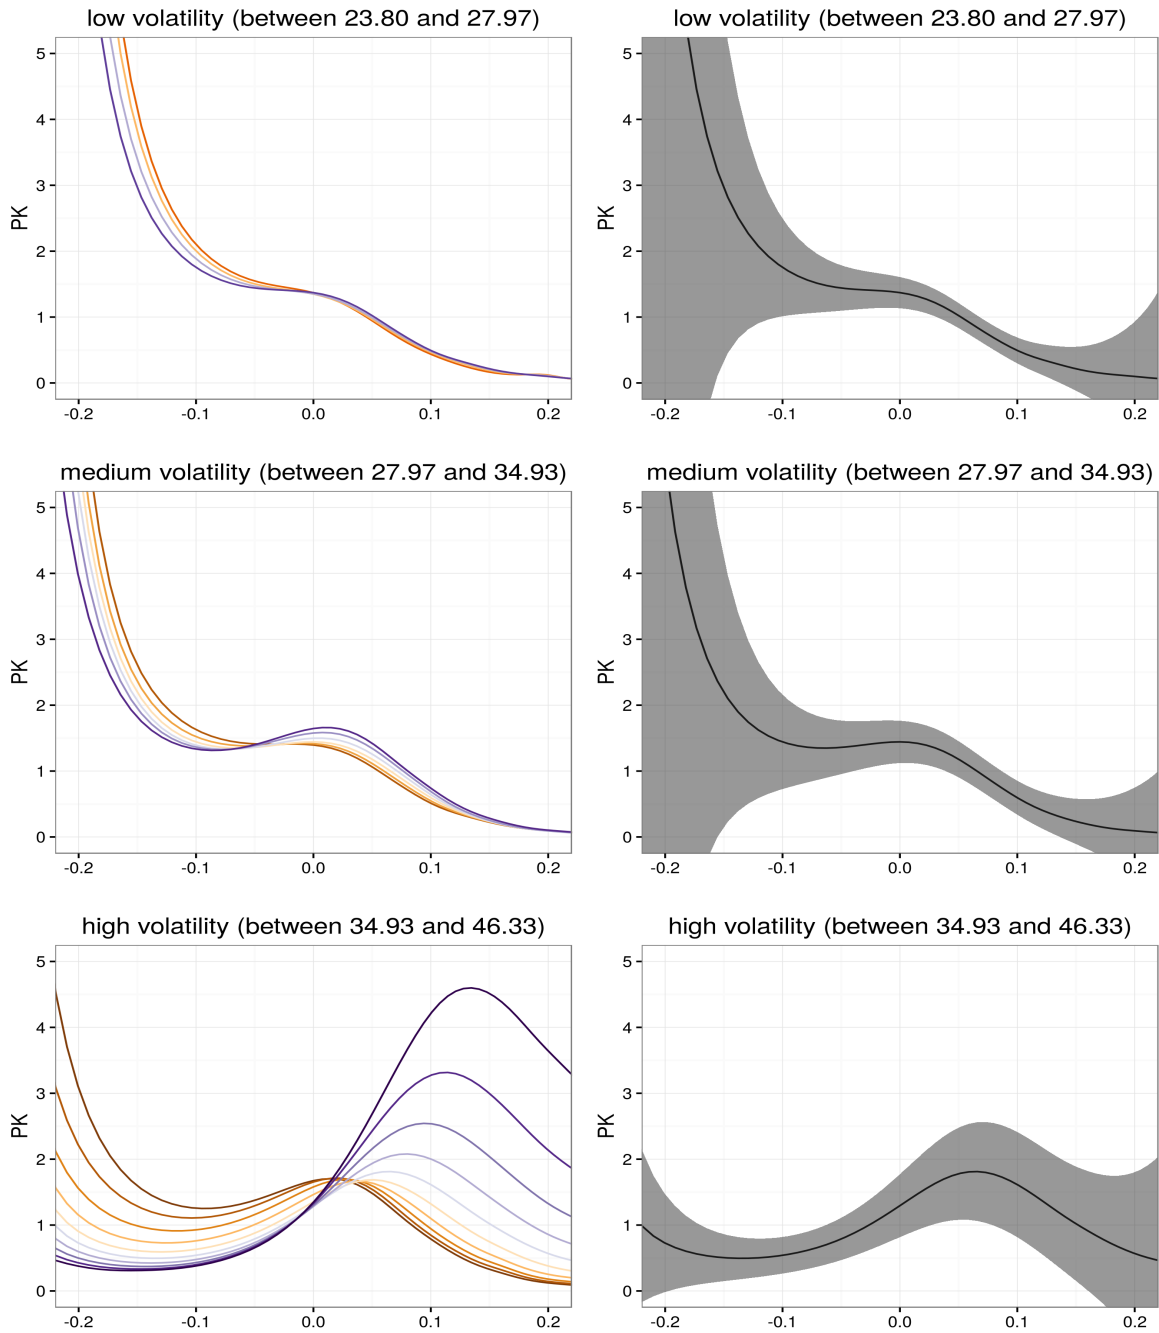 low volatility (between 23.80 and 27.97)
PK
5
4
3
2
1
0
-0.2 -0.1 0.0 0.1 0.2
low volatility (between 23.80 and 27.97)
PK
5
4
3
2
1
0
-0.2 -0.1 0.0 0.1 0.2
medium volatility (between 27.97 and 34.93)
PK
5
4
3
2
1
0
-0.2 -0.1 0.0 0.1 0.2
medium volatility (between 27.97 and 34.93)
PK
5
4
3
2
1
0
-0.2 -0.1 0.0 0.1 0.2
high volatility (between 34.93 and 46.33)
PK
5
4
3
2
1
0
-0.2 -0.1 0.0 0.1 0.2
high volatility (between 34.93 and 46.33)
PK
5
4
3
2
1
0
-0.2 -0.1 0.0 0.1 0.2